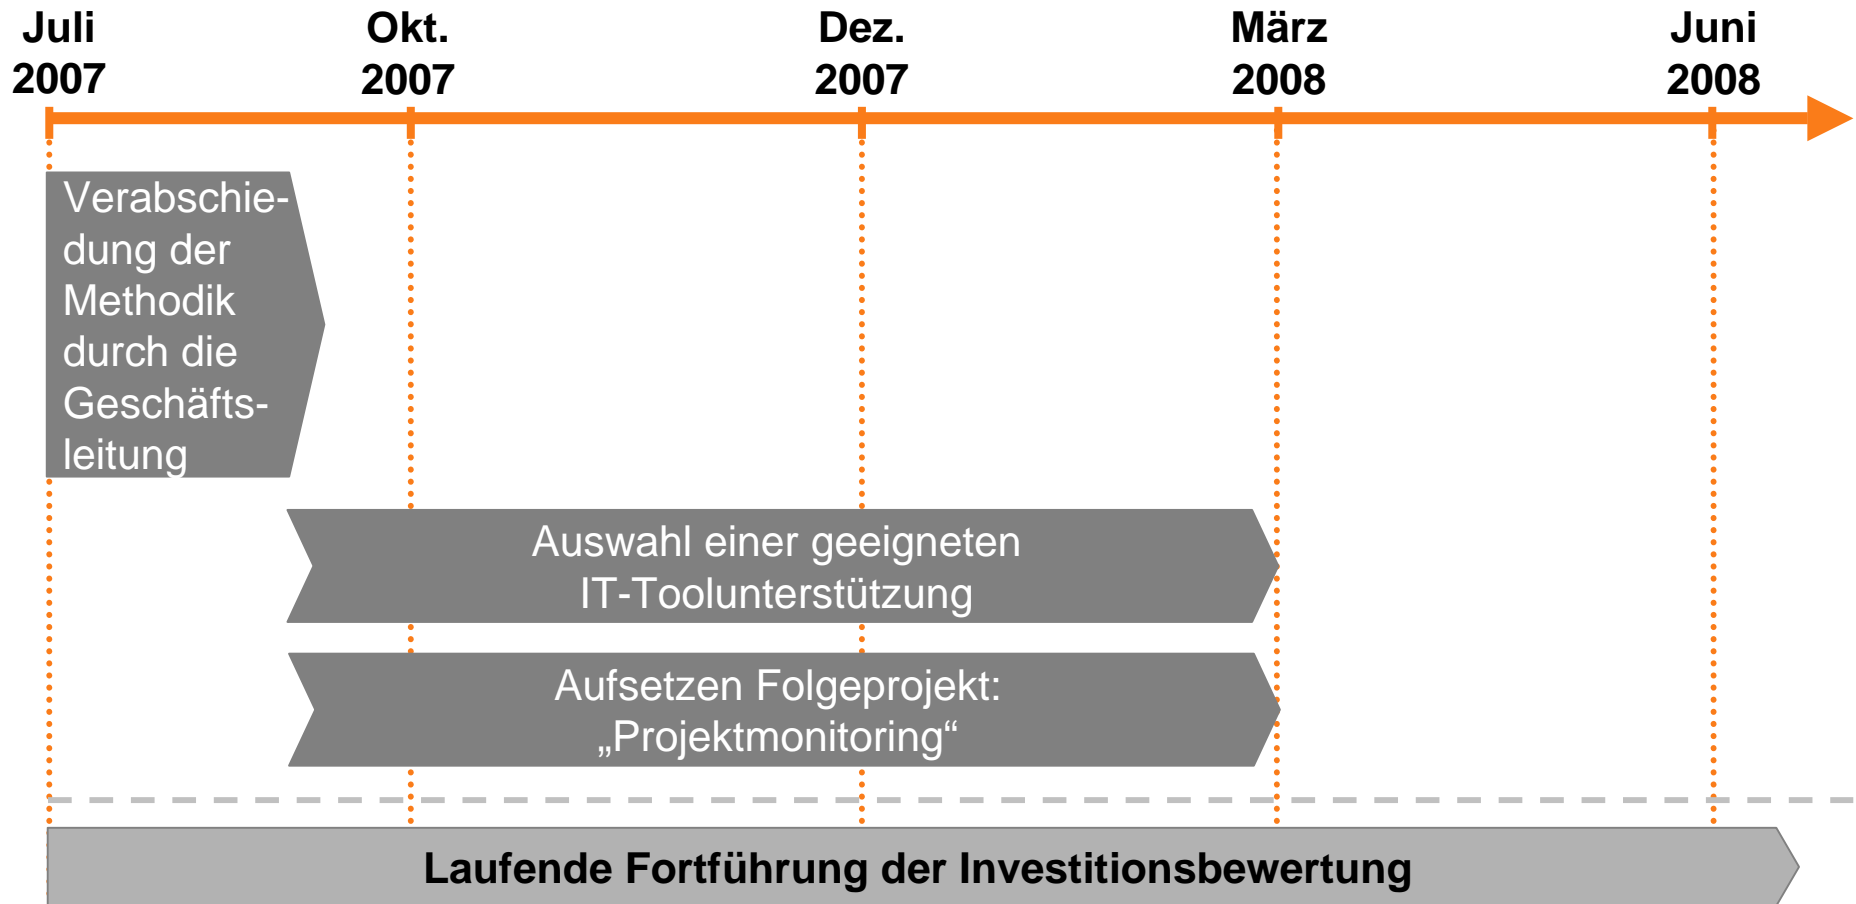 Juli
2007
Okt.
2007
Dez.
2007
März
2008
Juni
2008
Verabschie-
dung der
Methodik
durch die
Geschäfts-
leitung
Auswahl einer geeigneten
IT-Toolunterstützung
Aufsetzen Folgeprojekt:
„Projektmonitoring“
Laufende Fortführung der Investitionsbewertung